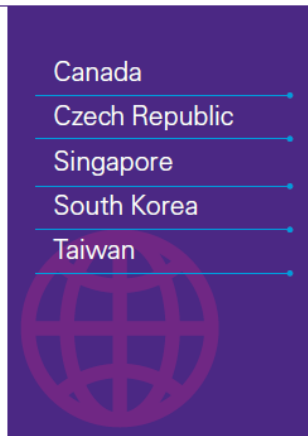 Canada
Czech Republic
Singapore
South Korea
Taiwan